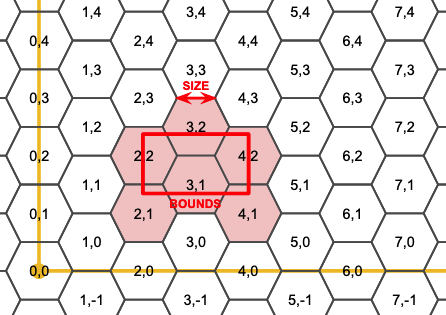 1,4 3,4 5,4 7,4
0,4 2,4 4,4 6,4
1,3 3,3 5,3 7,3
SIZE
0,3 2,3 4,3 6,3
1,2 3,2 5,2 7,2
0,2 2,2 4,2 6,2
1,1 3,1 5,1 7,1
BOUNDS
0,1 2,1 4,1 6,1
1,0 3,0 5,0 7,0
0,0 2,0 4,0 6,0
1,-1 3,-1 5,-1 7,-1